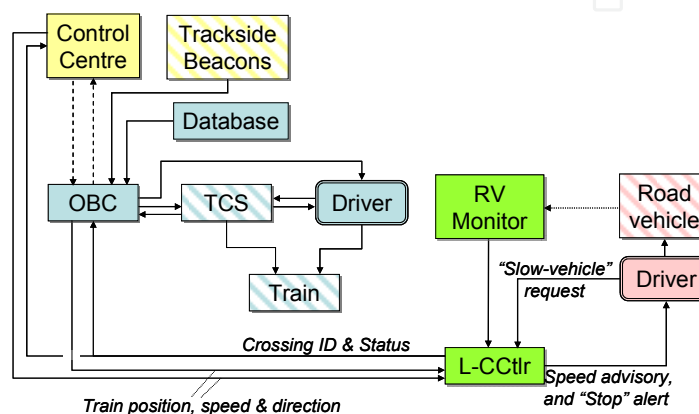 Control
Centre
Trackside
Beacons
Database
OBC
TCS
Driver
RV
Monitor
Road
vehicle
Train
“Slow-vehicle”
request
Driver
Crossing ID & Status
L-CCtlr
Speed advisory,
and “Stop” alert
Train position, speed & direction